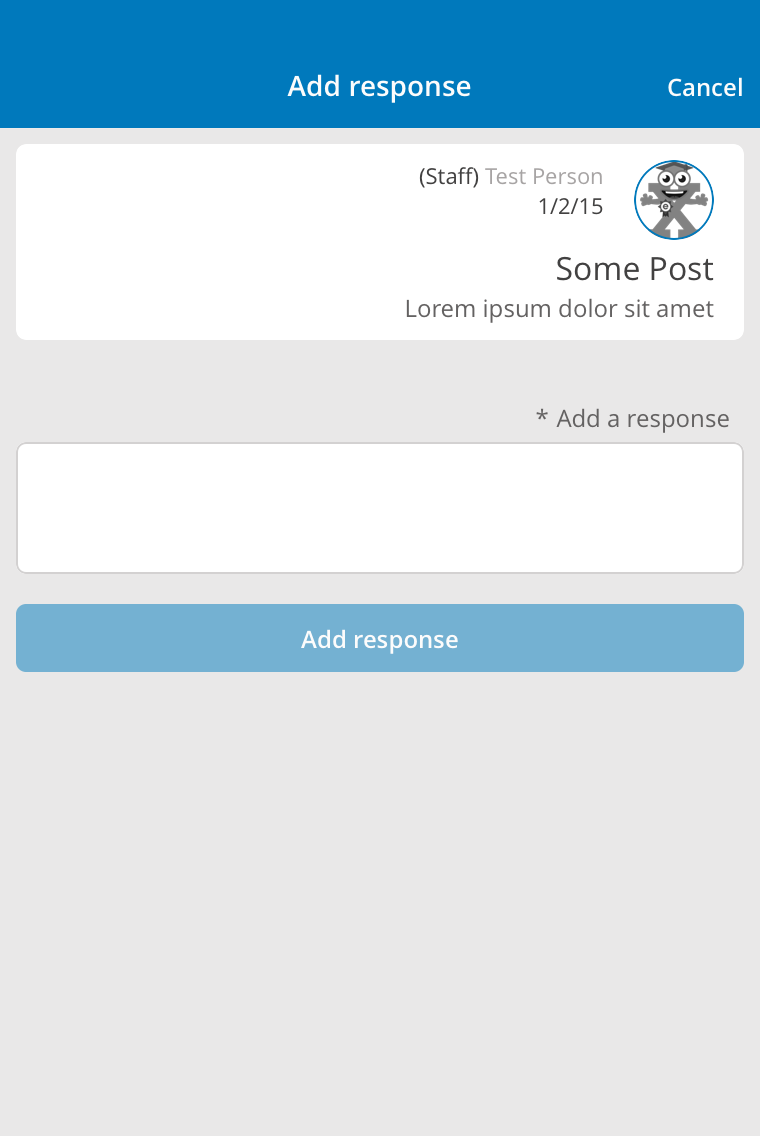 Add response
Cancel
(Staff) Test Person
1/2/15
Some Post
Lorem ipsum dolor sit amet
* Add a response
Add response